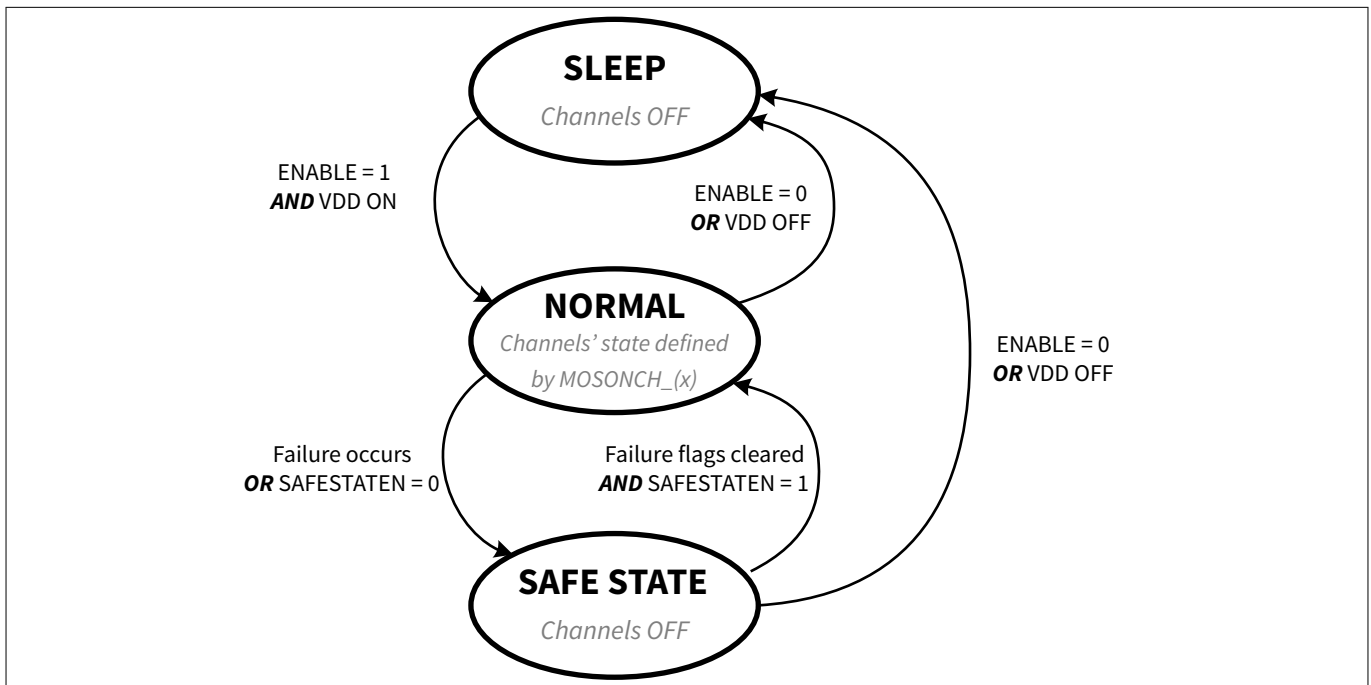 SLEEP
Channels OFF
ENABLE = 1
AND VDD ON
ENABLE = 0
OR VDD OFF
NORMAL
Channels’ state defined
by MOSONCH_(x)
ENABLE = 0
OR VDD OFF
Failure occurs
OR SAFESTATEN = 0
Failure flags cleared
AND SAFESTATEN = 1
SAFE STATE
Channels OFF